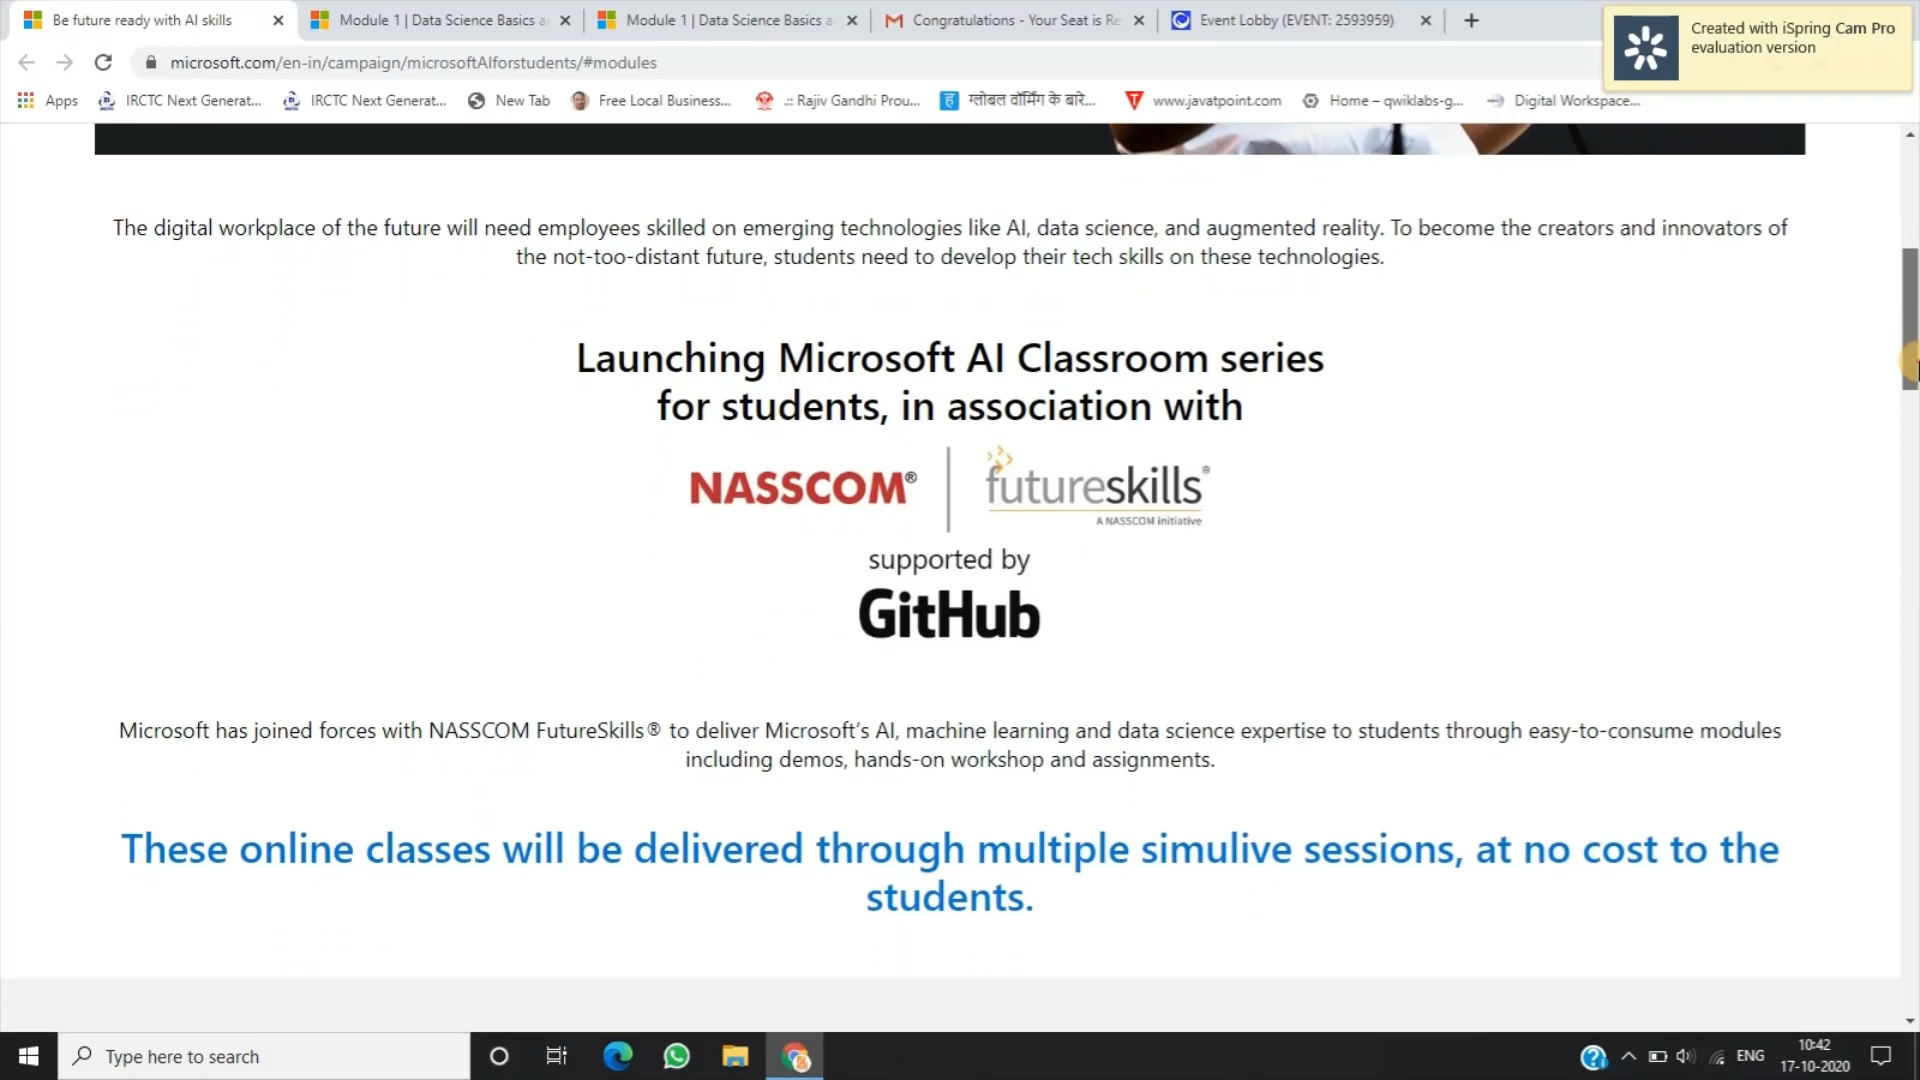 Be future ready with AI skills
Module 1 | Data Science Basics a
Module 1 | Data Science Basics a
Congratulations - Your Seat is Re
Event Lobby (EVENT: 2593959)
Created with iSpring Cam Pro
evaluation version
microsoft.com/en-in/campaign/microsoftAIforstudents/#modules
Apps
IRCTC Next Generat...
IRCTC Next Generat...
New Tab
Free Local Business...
.:: Rajiv Gandhi Prou...
ग्लोबल वॉर्मिंग के बारे...
www.javatpoint.com
Home – qwiklabs-g...
Digital Workspace...
The digital workplace of the future will need employees skilled on emerging technologies like AI, data science, and augmented reality. To become the creators and innovators of
the not-too-distant future, students need to develop their tech skills on these technologies.
Launching Microsoft AI Classroom series
for students, in association with
NASSCOM®
futureskills®
A NASSCOM Initiative
supported by
GitHub
Microsoft has joined forces with NASSCOM FutureSkills® to deliver Microsoft's AI, machine learning and data science expertise to students through easy-to-consume modules
including demos, hands-on workshop and assignments.
These online classes will be delivered through multiple simulive sessions, at no cost to the
students.
Type here to search
ENG
10:42
17-10-2020